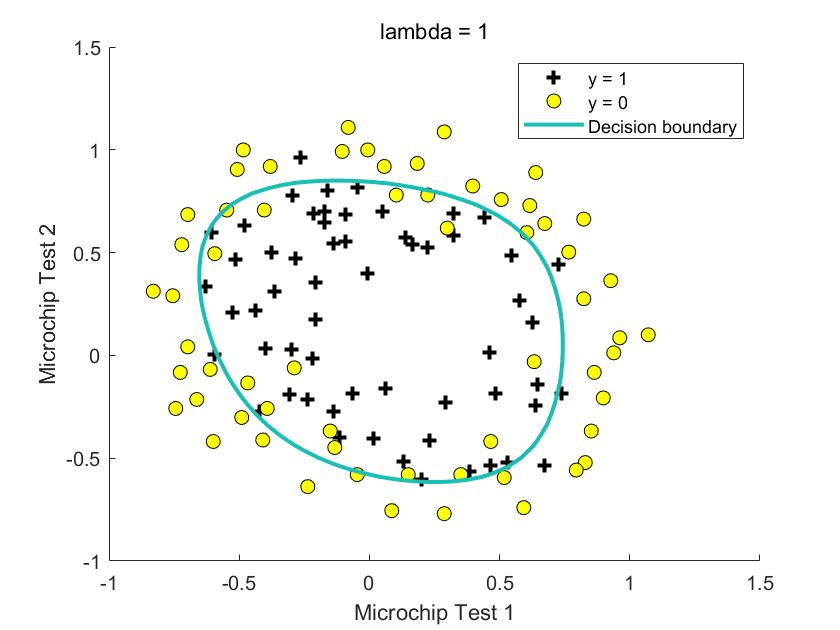 lambda = 1
1.5
y = 1
y = 0
Decision boundary
1
0.5
Microchip Test 2
0
-0.5
-1
-1
-0.5
0
0.5
1
1.5
Microchip Test 1